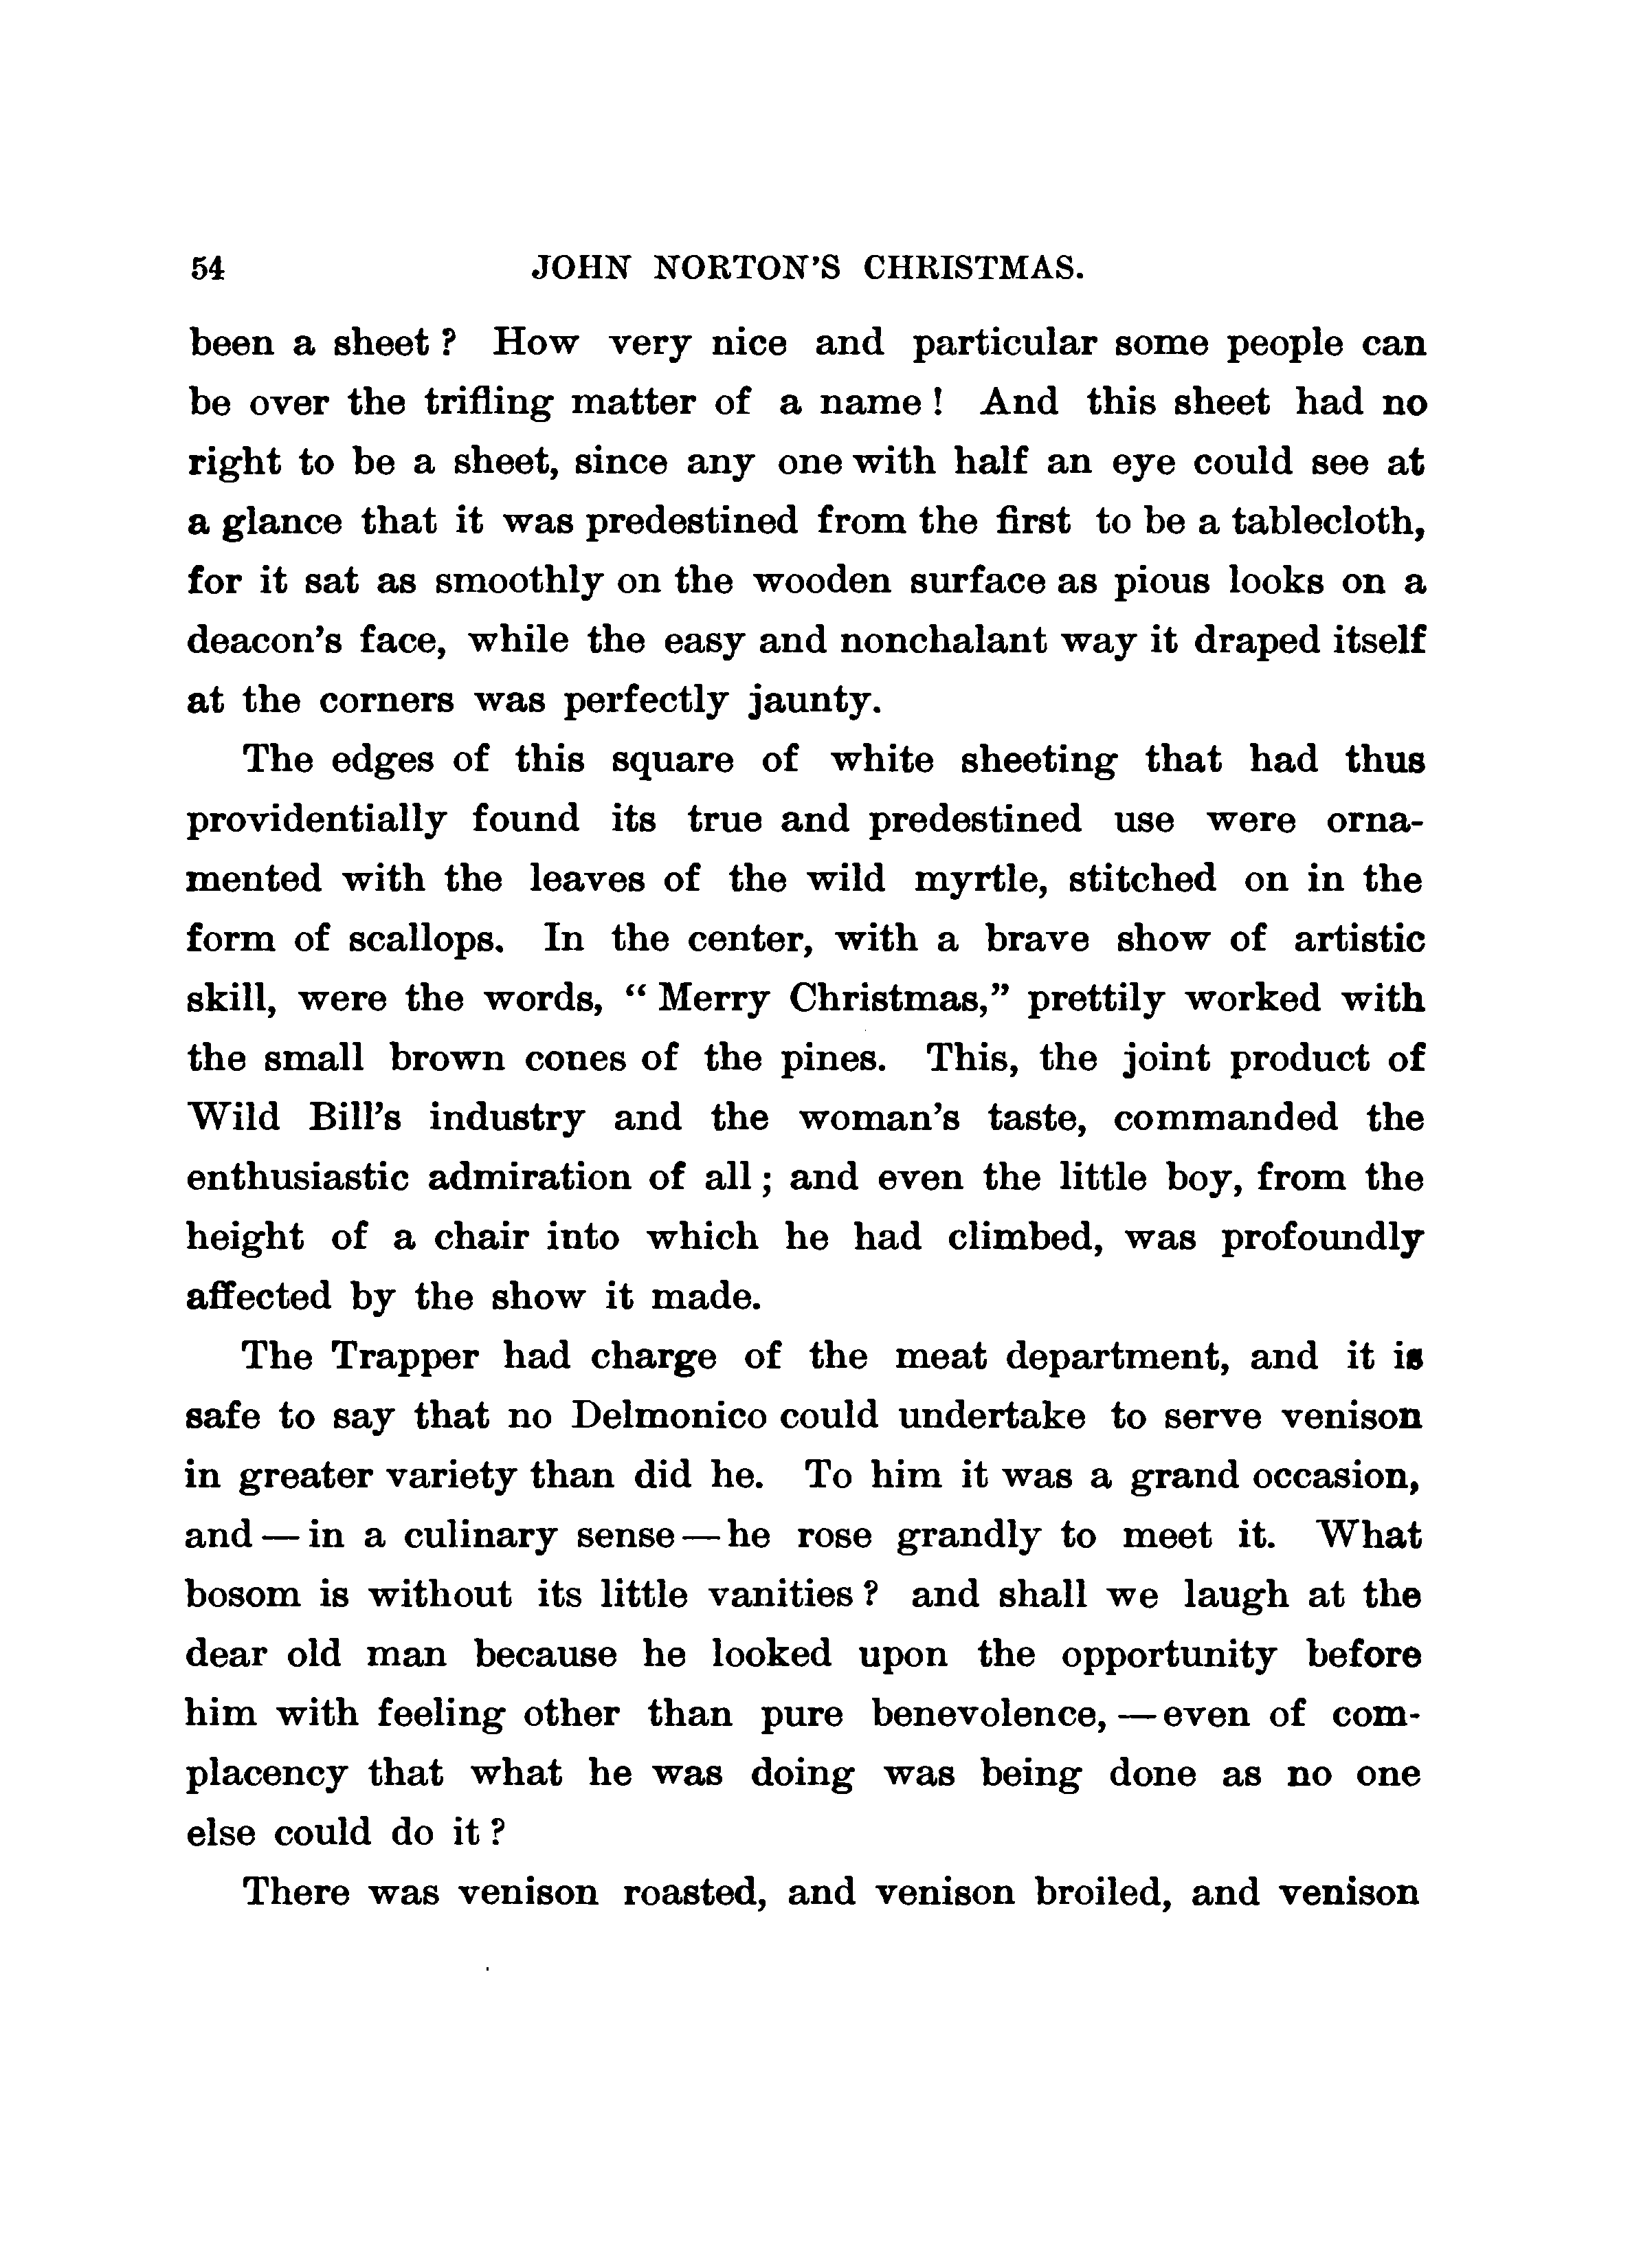 54 JOHN NORTON'S CHRISTMAS.
been a sheet? How very nice and particular some people can
be over the trifling matter of a name! And this sheet had no
right to be a sheet, since any one with half an eye could see at
a glance that it was predestined from the first to be a tablecloth,
for it sat as smoothly on the wooden surface as pious looks on a
deacon's face, while the easy and nonchalant way it draped itself
at the corners was perfectly jaunty.
The edges of this square of white sheeting that had thus
providentially found its true and predestined use were orna-
mented with the leaves of the wild myrtle, stitched on in the
form of scallops. In the center, with a brave show of artistic
skill, were the words, "Merry Christmas," prettily worked with
the small brown cones of the pines. This, the joint product of
Wild Bill's industry and the woman's taste, commanded the
enthusiastic admiration of all; and even the little boy, from the
height of a chair into which he had climbed, was profoundly
affected by the show it made.
The Trapper had charge of the meat department, and it is
safe to say that no Delmonico could undertake to serve venison
in greater variety than did he. To him it was a grand occasion,
and — in a culinary sense — he rose grandly to meet it. What
bosom is without its little vanities? and shall we laugh at the
dear old man because he looked upon the opportunity before
him with feeling other than pure benevolence, — even of com-
placency that what he was doing was being done as no one
else could do it?
There was venison roasted, and venison broiled, and venison